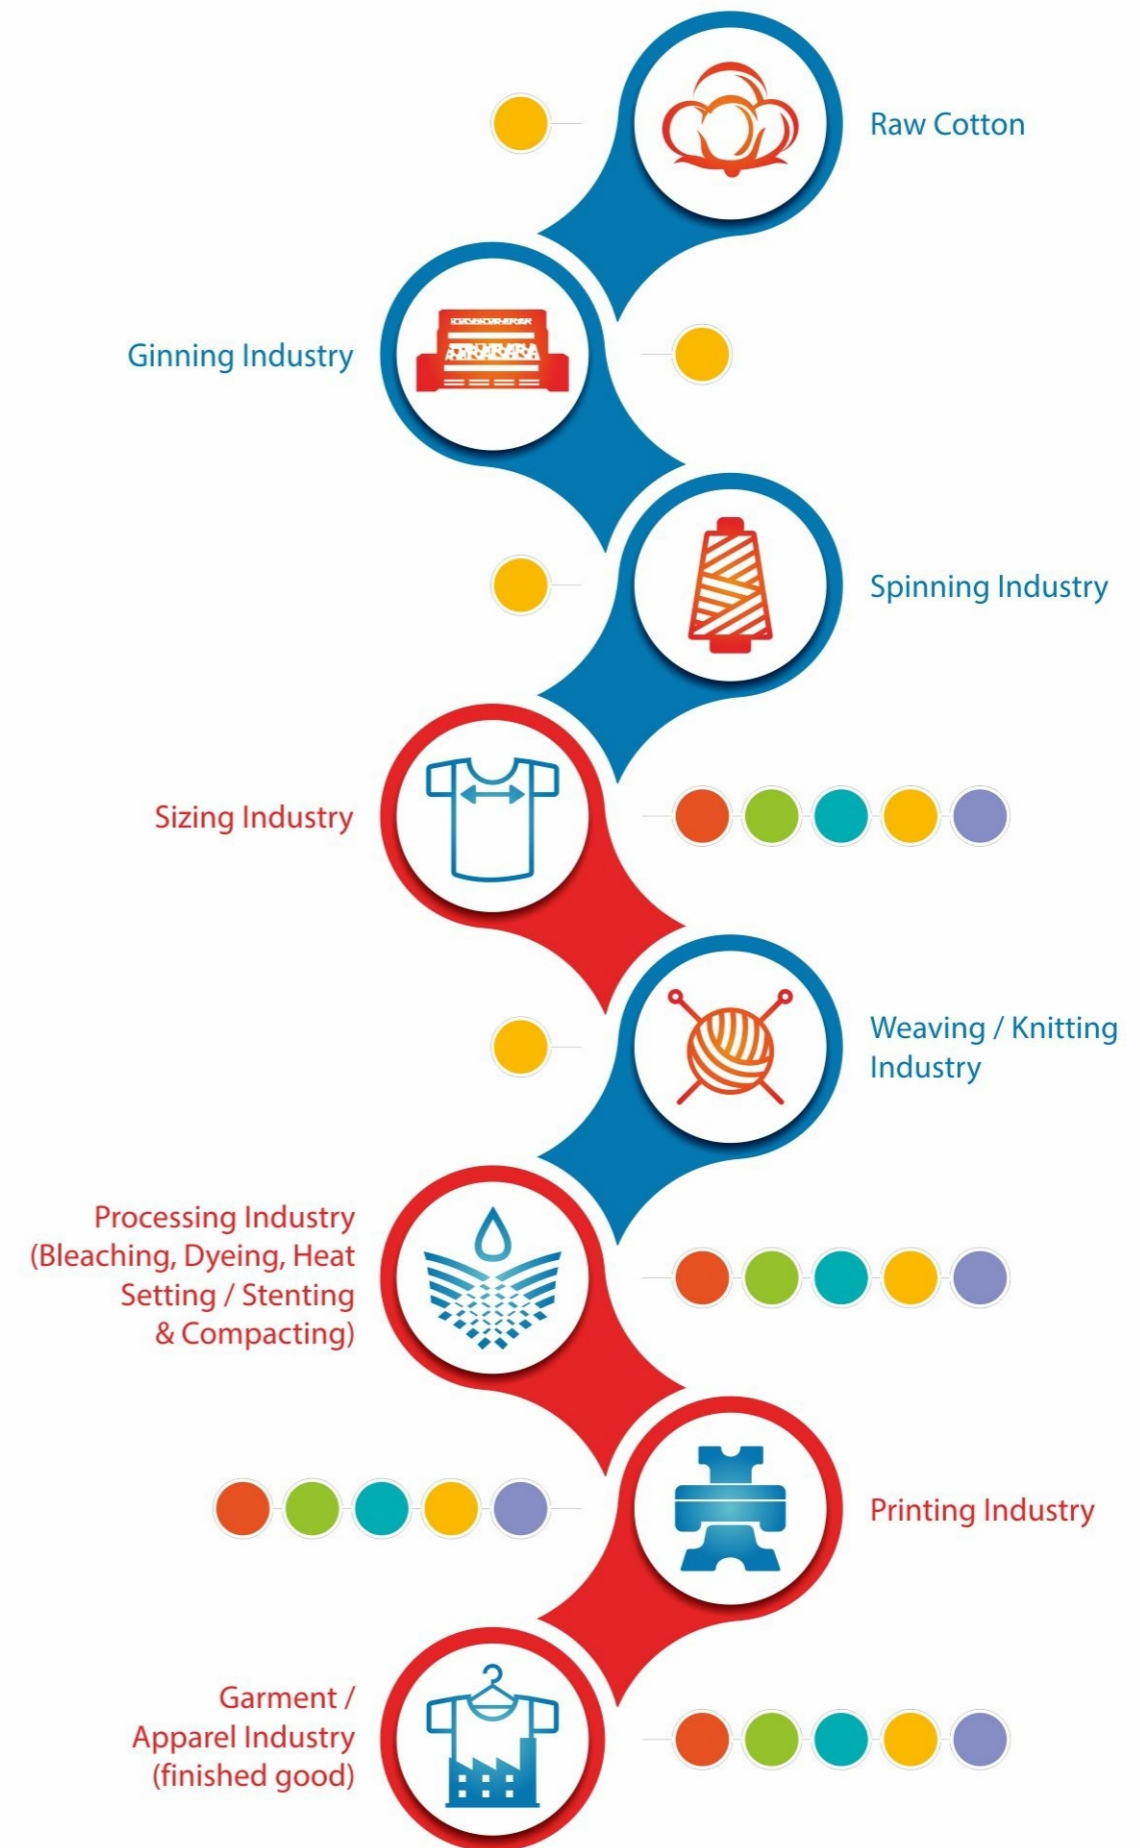 Raw Cotton
Ginning Industry
Spinning Industry
Sizing Industry
Weaving / Knitting
Industry
Processing Industry
(Bleaching, Dyeing, Heat
Setting / Stenting
& Compacting)
Printing Industry
Garment /
Apparel Industry
(finished good)